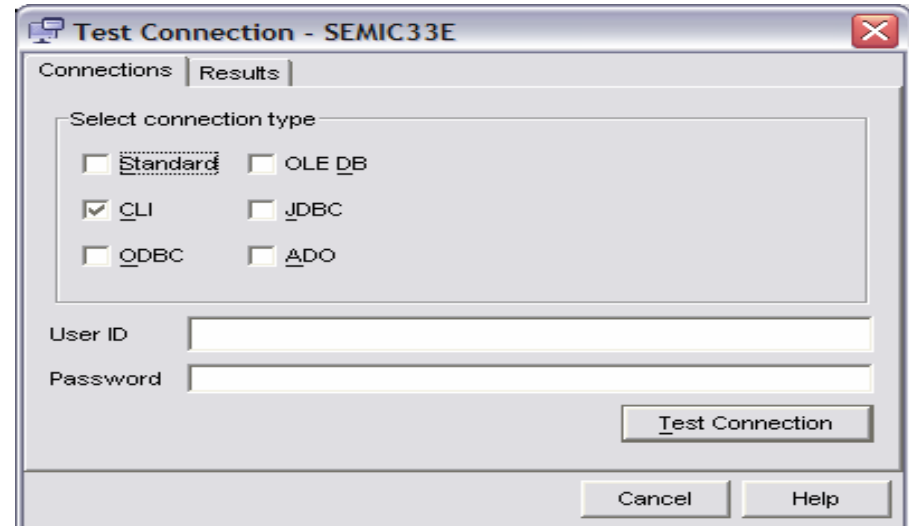 Test Connection - SEMIC33E
Connections Results
Select connection type
Standard OLE DB
CLI JDBC
ODBC ADO
User ID
Password
Test Connection
Cancel Help